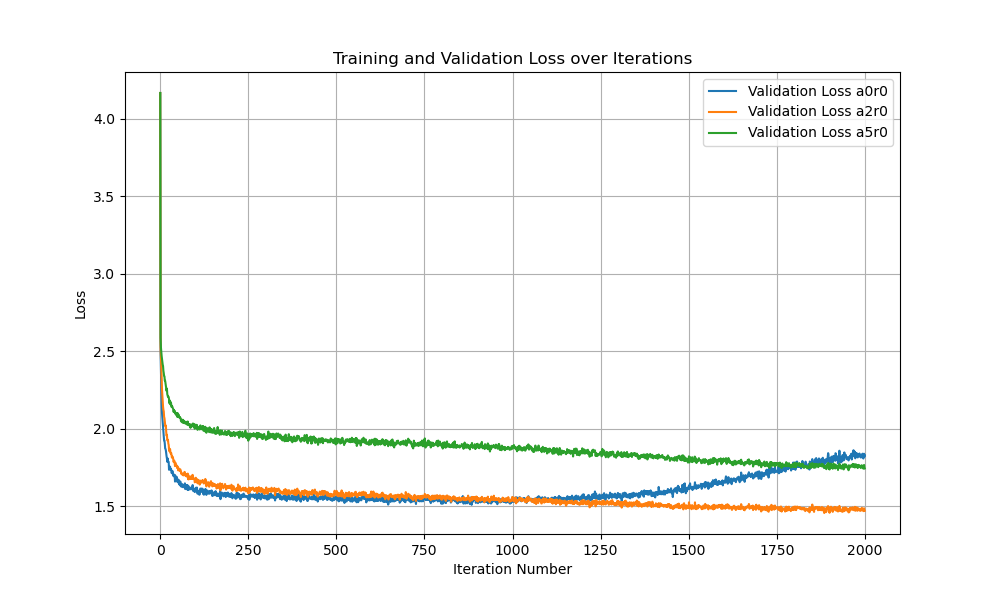 Training and Validation Loss over Iterations
Validation Loss a0r0
Validation Loss a2r0
Validation Loss a5r0
Loss
4.0
3.5
3.0
2.5
2.0
1.5
0 250 500 750 1000 1250 1500 1750 2000
Iteration Number